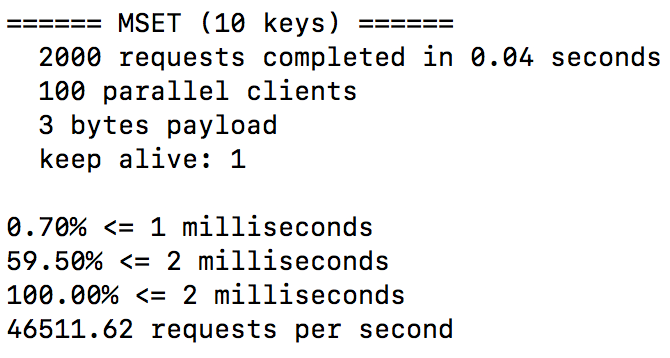 ====== MSET (10 keys) ======
  2000 requests completed in 0.04 seconds
  100 parallel clients
  3 bytes payload
  keep alive: 1

0.70% <= 1 milliseconds
59.50% <= 2 milliseconds
100.00% <= 2 milliseconds
46511.62 requests per second